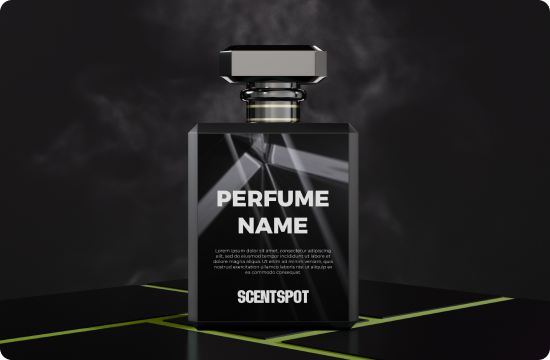 PERFUME
NAME
Lorem ipsum dolor sit amet, consectetur adipiscing
elit, sed do eiusmod tempor incididunt ut labore et
dolore magna aliqua. Ut enim ad minim veniam, quis
nostrud exercitation ullamco laboris nisi ut aliquip ex
ea commodo consequat.
SCENTSPOT